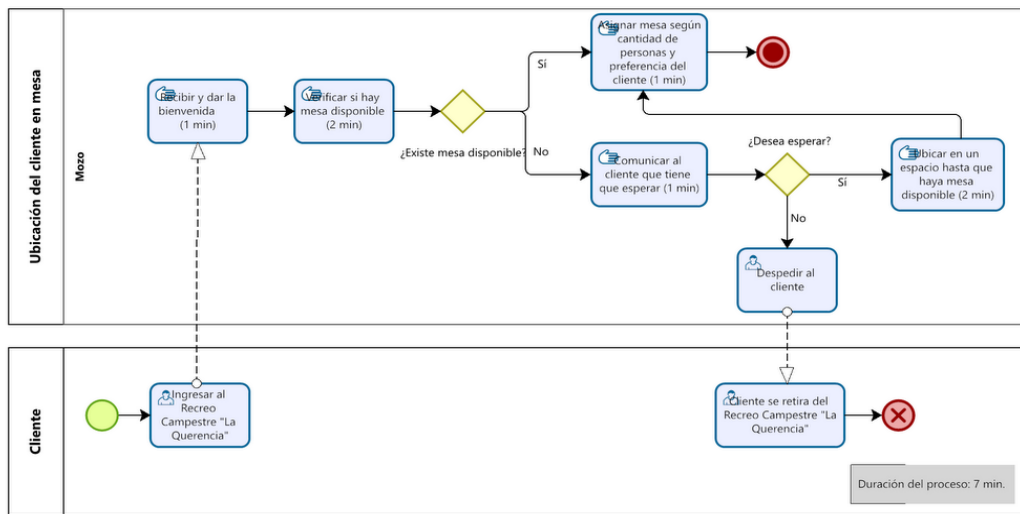 Ubicación del cliente en mesa
Mozo
Recibir y dar la
bienvenida
(1 min)
Verificar si hay
mesa disponible
(2 min)
¿Existe mesa disponible?
Sí
No
Asignar mesa según
cantidad de
personas y
preferencia del
cliente (1 min)
Comunicar al
cliente que tiene
que esperar (1 min)
¿Desea esperar?
Sí
No
Ubicar en un
espacio hasta que
haya mesa
disponible (2 min)
Despedir al
cliente
Cliente
Ingresar al
Recreo
Campestre "La
Querencia"
Cliente se retira del
Recreo Campestre "La
Querencia"
Duración del proceso: 7 min.